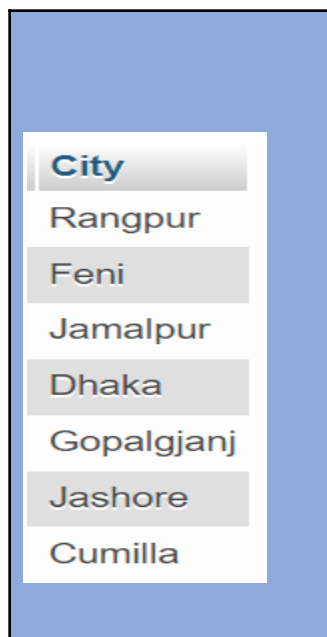 City
Rangpur
Feni
Jamalpur
Dhaka
Gopalgjanj
Jashore
Cumilla